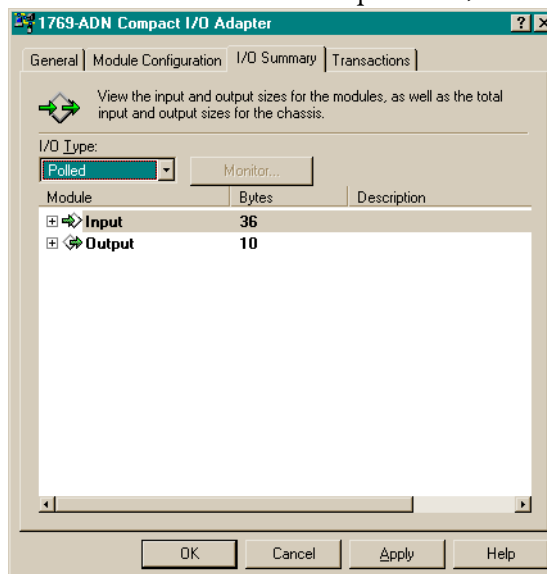 1769-ADN Compact I/O Adapter
General Module Configuration I/O Summary Transactions
View the input and output sizes for the modules, as well as the total
input and output sizes for the chassis.
I/O Type:
Polled Monitor...
Module Bytes Description
Input 36
Output 10
OK Cancel Apply Help